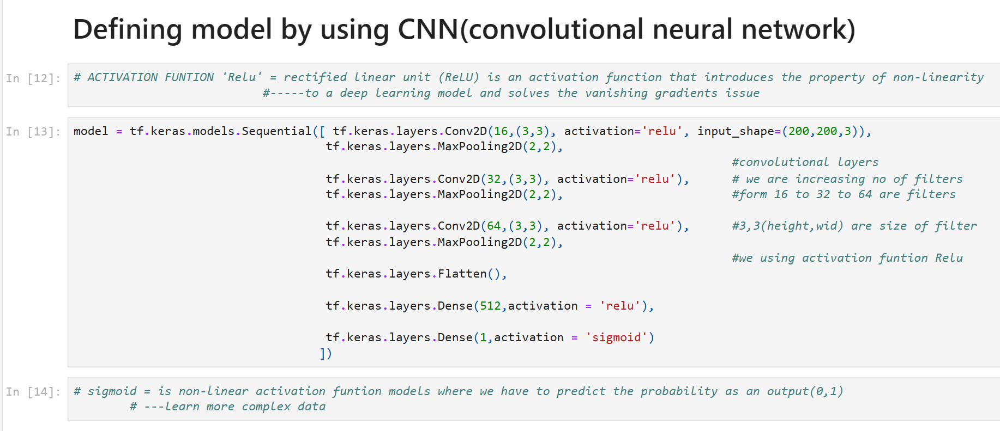 Defining model by using CNN(convolutional neural network)
In [12]: # ACTIVATION FUNTION 'Relu' = rectified linear unit (ReLU) is an activation function that introduces the property of non-linearity
#-----to a deep learning model and solves the vanishing gradients issue
In [13]: model = tf.keras.models.Sequential([ tf.keras.layers.Conv2D(16,(3,3), activation='relu', input_shape=(200,200,3)),
tf.keras.layers.MaxPooling2D(2,2),
#convolutional layers
tf.keras.layers.Conv2D(32,(3,3), activation='relu'), # we are increasing no of filters
tf.keras.layers.MaxPooling2D(2,2), #form 16 to 32 to 64 are filters
tf.keras.layers.Conv2D(64,(3,3), activation='relu'), #3,3(height,wid) are size of filter
tf.keras.layers.MaxPooling2D(2,2),
#we using activation funtion Relu
tf.keras.layers.Flatten(),
tf.keras.layers.Dense(512,activation = 'relu'),
tf.keras.layers.Dense(1,activation = 'sigmoid')
])
In [14]: # sigmoid = is non-linear activation funtion models where we have to predict the probability as an output(0,1)
# ---learn more complex data